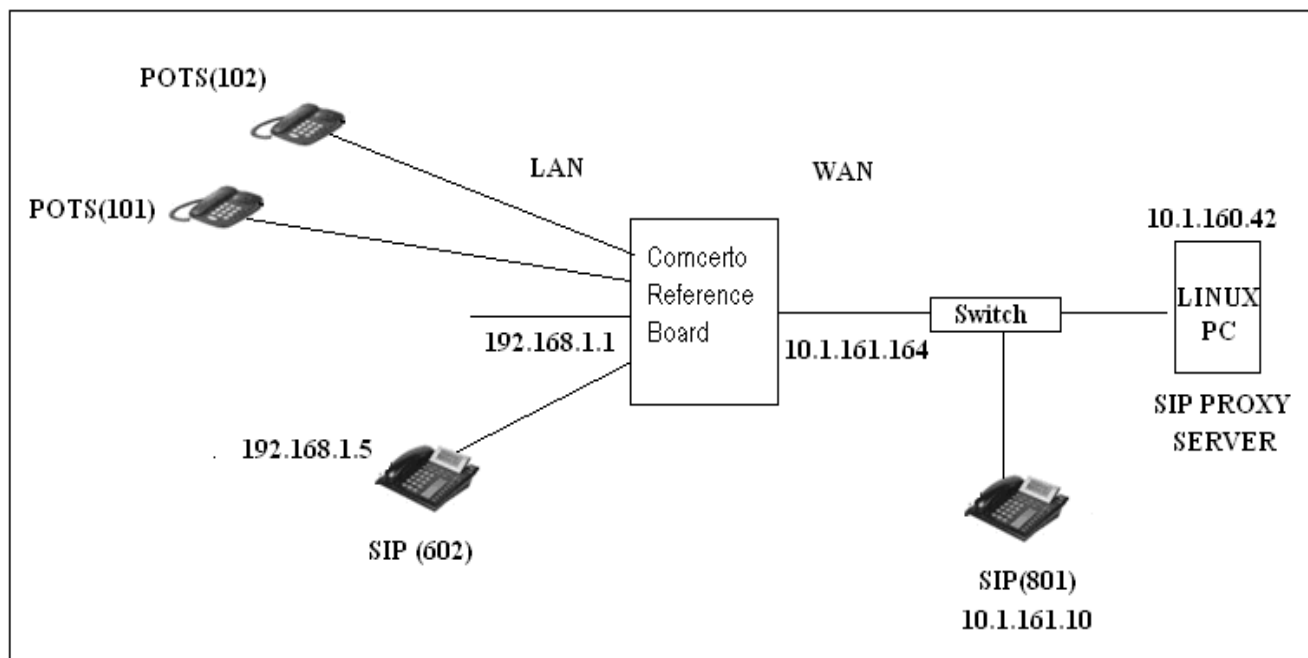 POTS(102)
POTS(101)
LAN
WAN
Comcerto
Reference
Board
192.168.1.1
10.1.161.164
Switch
10.1.160.42
LINUX
PC
SIP PROXY
SERVER
. 192.168.1.5
SIP (602)
SIP(801)
10.1.161.10